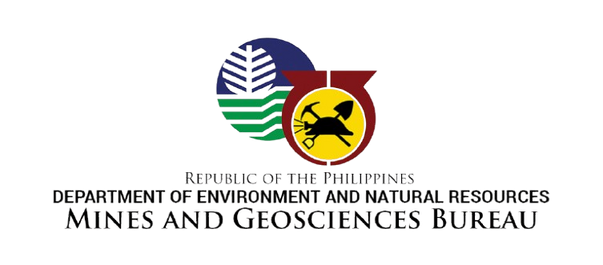 Republic of the Philippines
DEPARTMENT OF ENVIRONMENT AND NATURAL RESOURCES
Mines and Geosciences Bureau